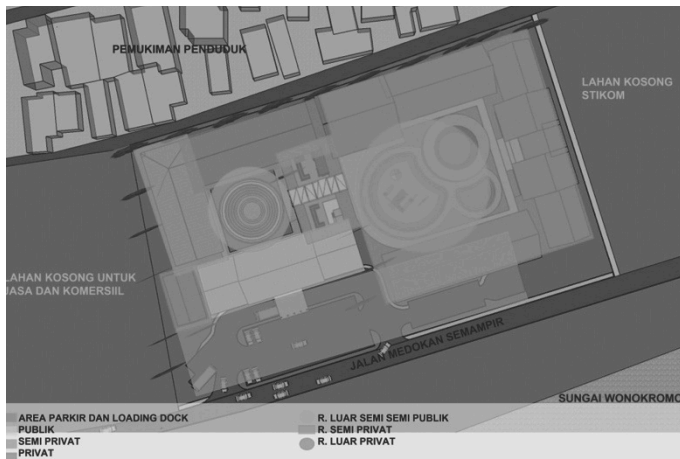 PEMUKIMAN PENDUDUK
LAHAN KOSONG
STIKOM
LAHAN KOSONG UNTUK
JASA DAN KOMERSIIL
JALAN MEDOKAN SEMAMPIR
SUNGAI WONOKROMO
AREA PARKIR DAN LOADING DOCK
PUBLIK
SEMI PRIVAT
PRIVAT
R. LUAR SEMI SEMI PUBLIK
R. SEMI PRIVAT
R. LUAR PRIVAT